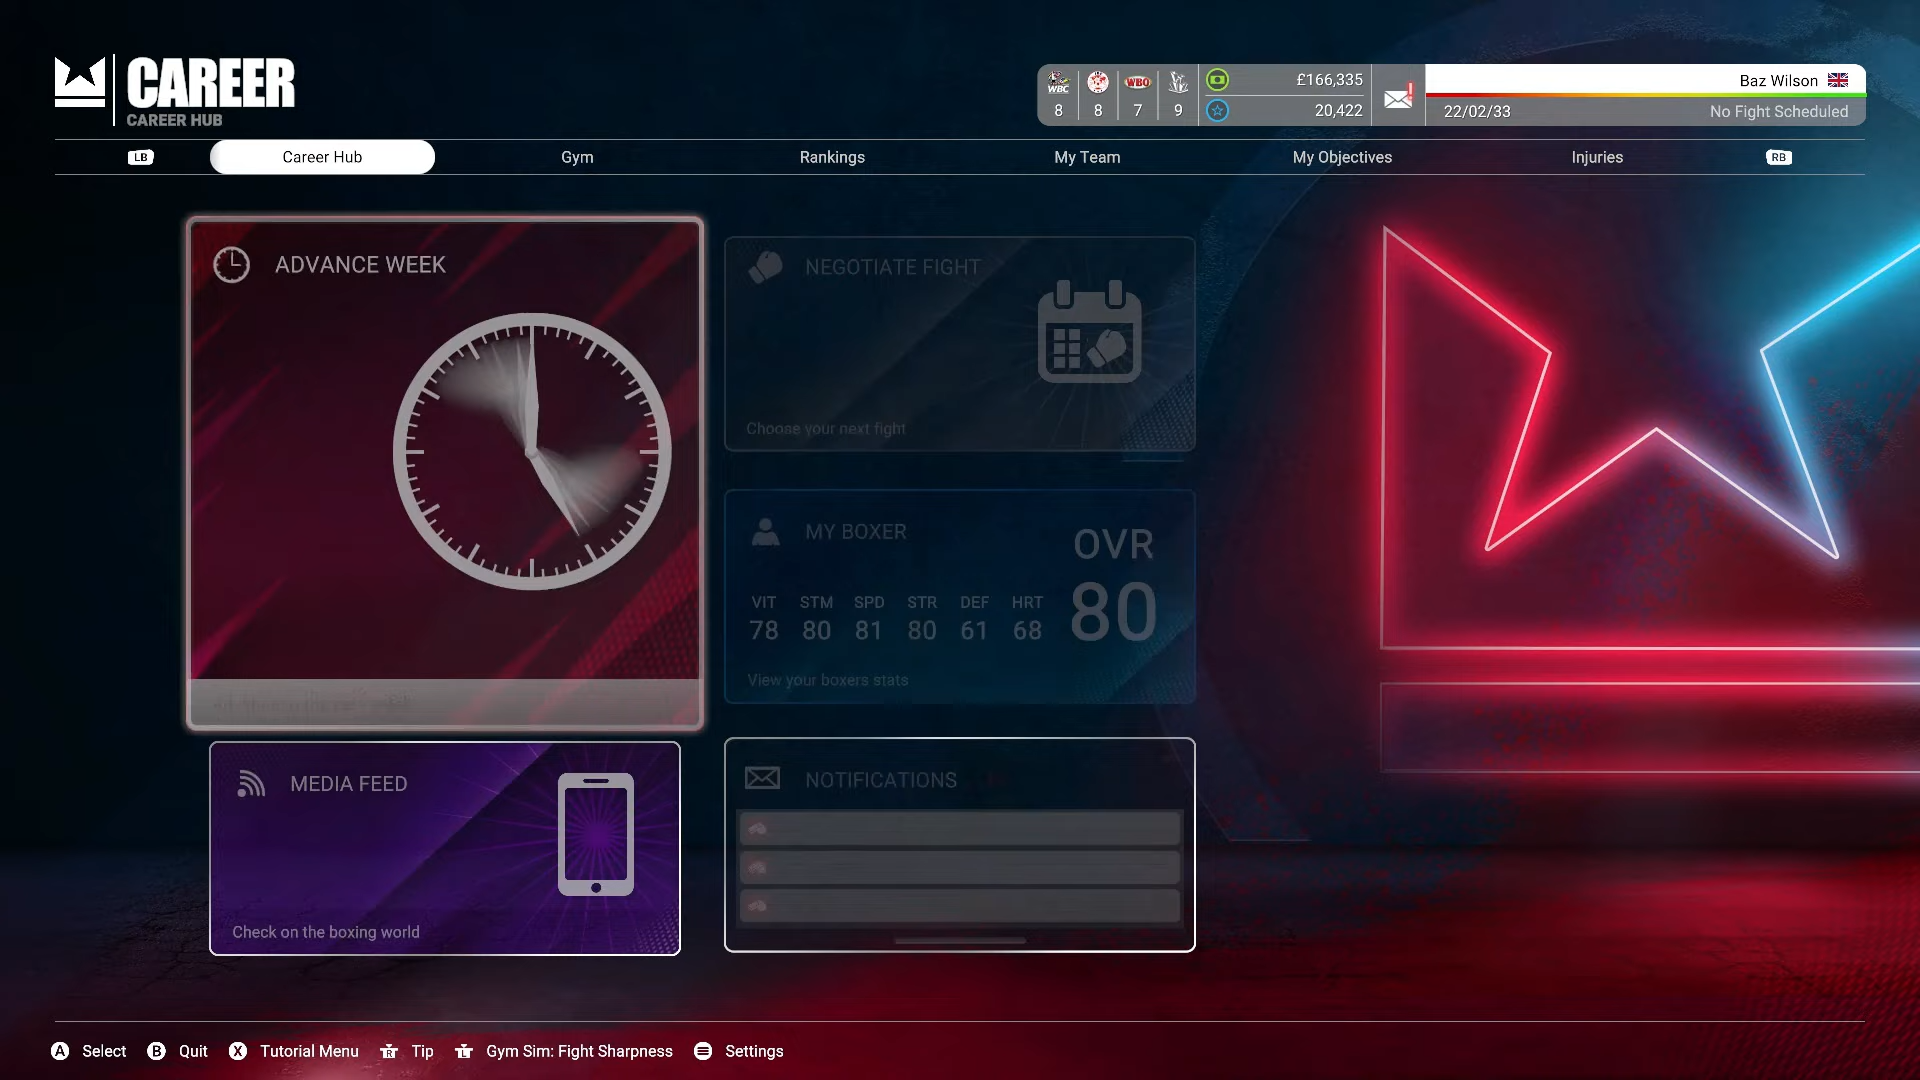 CAREER
CAREER HUB
WBC
WBO
8
8
7
9
£166,335
20,422
Baz Wilson
22/02/33
No Fight Scheduled
LB
Career Hub
Gym
Rankings
My Team
My Objectives
Injuries
RB
ADVANCE WEEK
NEGOTIATE FIGHT
Choose your next fight
MY BOXER
OVR
80
VIT STM SPD STR DEF HRT
78 80 81 80 61 68
View your boxers stats
MEDIA FEED
Check on the boxing world
NOTIFICATIONS
A Select
B Quit
X Tutorial Menu
R Tip
L Gym Sim: Fight Sharpness
Settings